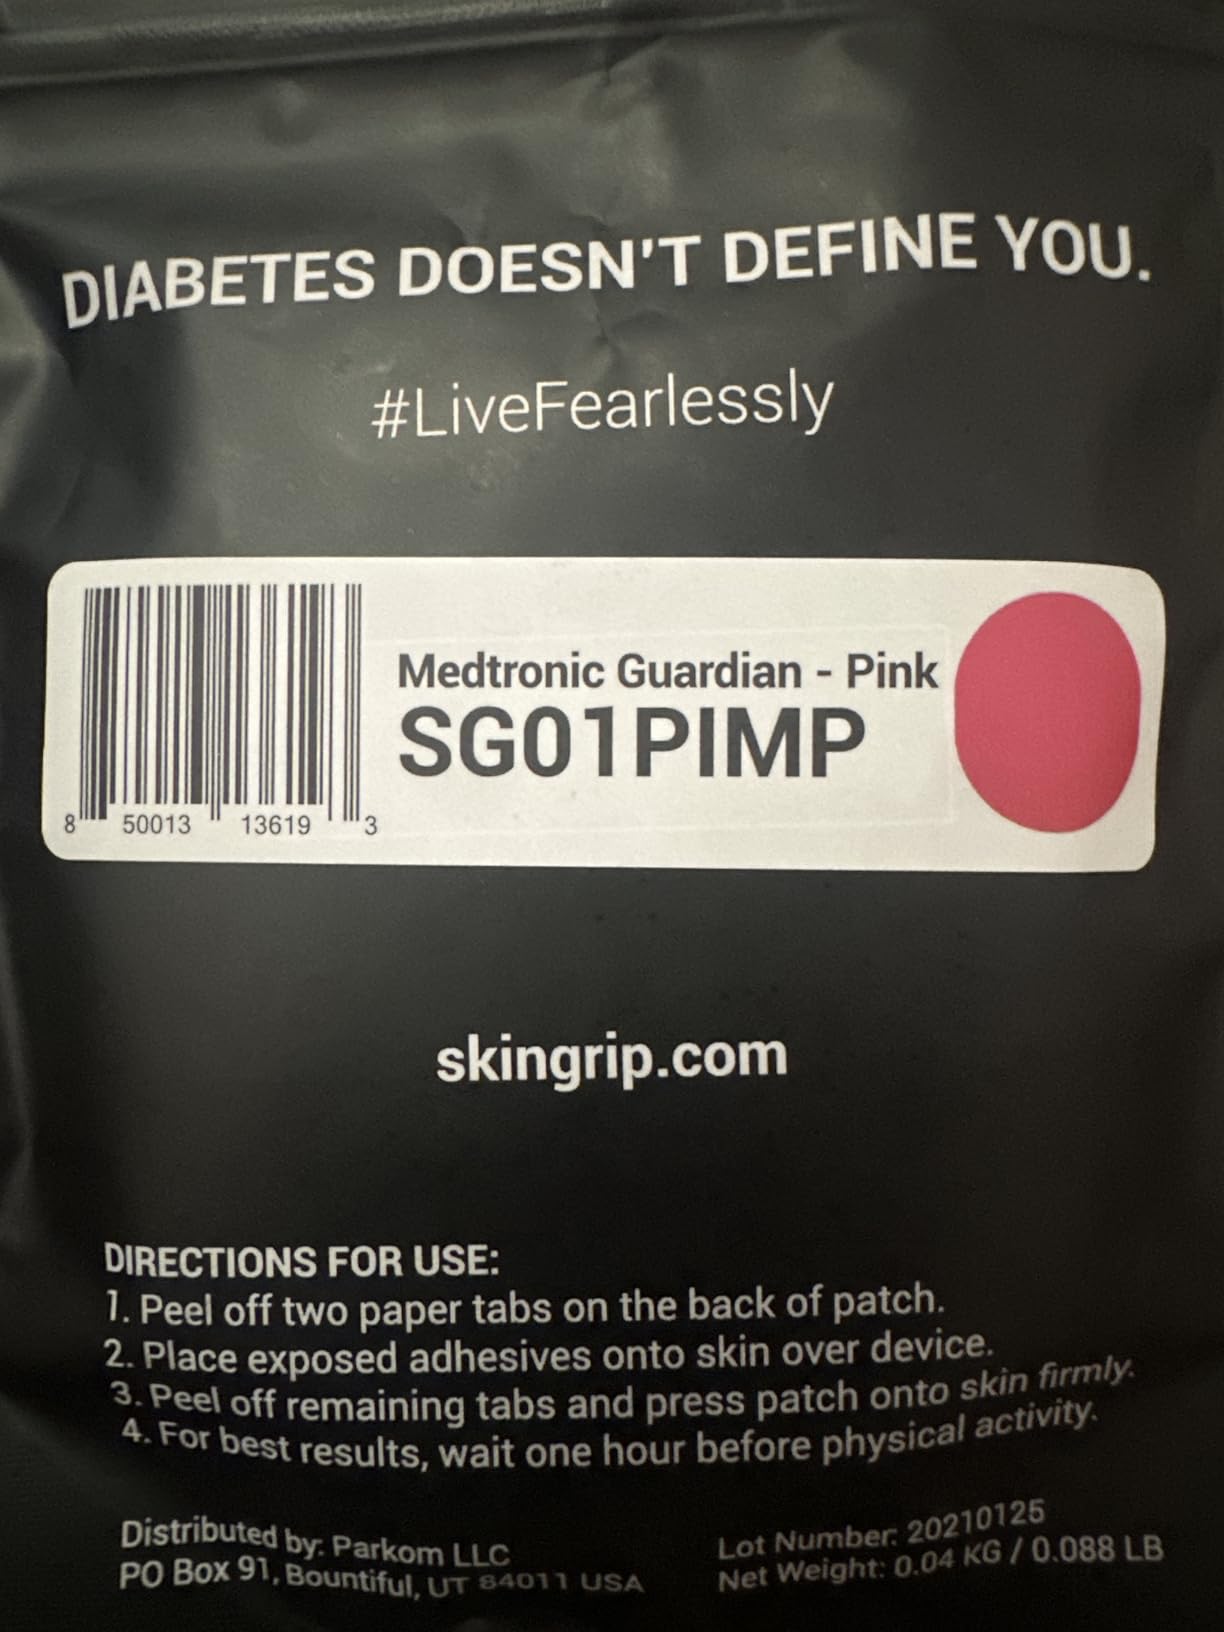 DIABETES DOESN'T DEFINE YOU.
#LiveFearlessly
Medtronic Guardian - Pink
SG01PIMP
8 50013 13619 3
skingrip.com
DIRECTIONS FOR USE:
1. Peel off two paper tabs on the back of patch.
2. Place exposed adhesives onto skin over device.
3. Peel off remaining tabs and press patch onto skin firmly.
4. For best results, wait one hour before physical activity.
Distributed by: Parkom LLC
PO Box 91, Bountiful, UT 84011 USA
Lot Number: 20210125
Net Weight: 0.04 KG / 0.088 LB